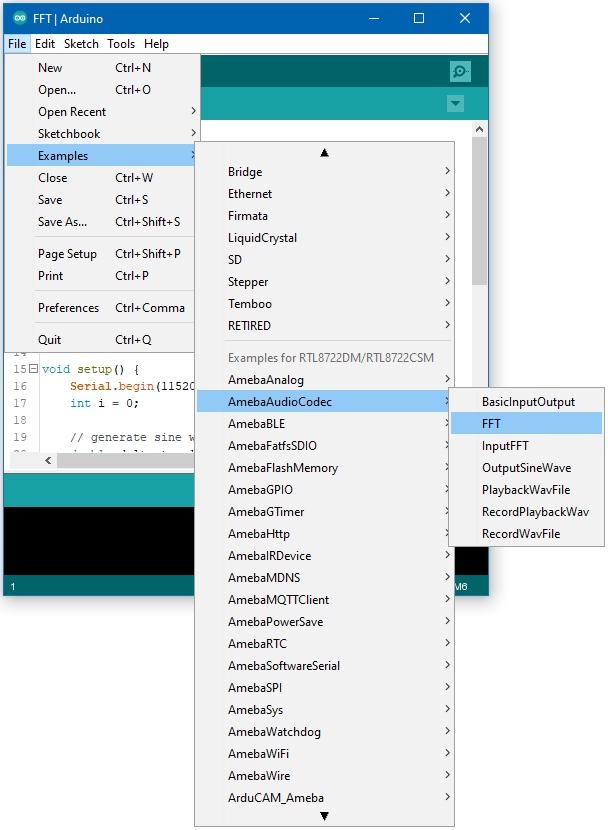 FFT | Arduino
File Edit Sketch Tools Help
New Ctrl+N
Open... Ctrl+O
Open Recent
Sketchbook
Examples
Close Ctrl+W
Save Ctrl+S
Save As... Ctrl+Shift+S
Page Setup Ctrl+Shift+P
Print Ctrl+P
Preferences Ctrl+Comma
Quit Ctrl+Q
Bridge
Ethernet
Firmata
LiquidCrystal
SD
Stepper
Temboo
RETIRED
Examples for RTL8722DM/RTL8722CSM
AmebaAnalog
AmebaAudioCodec
AmebaBLE
AmebaFatfsSDIO
AmebaFlashMemory
AmebaGPIO
AmebaGTimer
AmebaHttp
AmebaIRDevice
AmebaMDNS
AmebaMQTTClient
AmebaPowerSave
AmebaRTC
AmebaSoftwareSerial
AmebaSPI
AmebaSys
AmebaWatchdog
AmebaWiFi
AmebaWire
ArduCAM_Ameba
BasicInputOutput
FFT
InputFFT
OutputSineWave
PlaybackWavFile
RecordPlaybackWav
RecordWavFile
15 void setup() {
16 Serial.begin(11520
17 int i = 0;
18
19 // generate sine w
1
M6